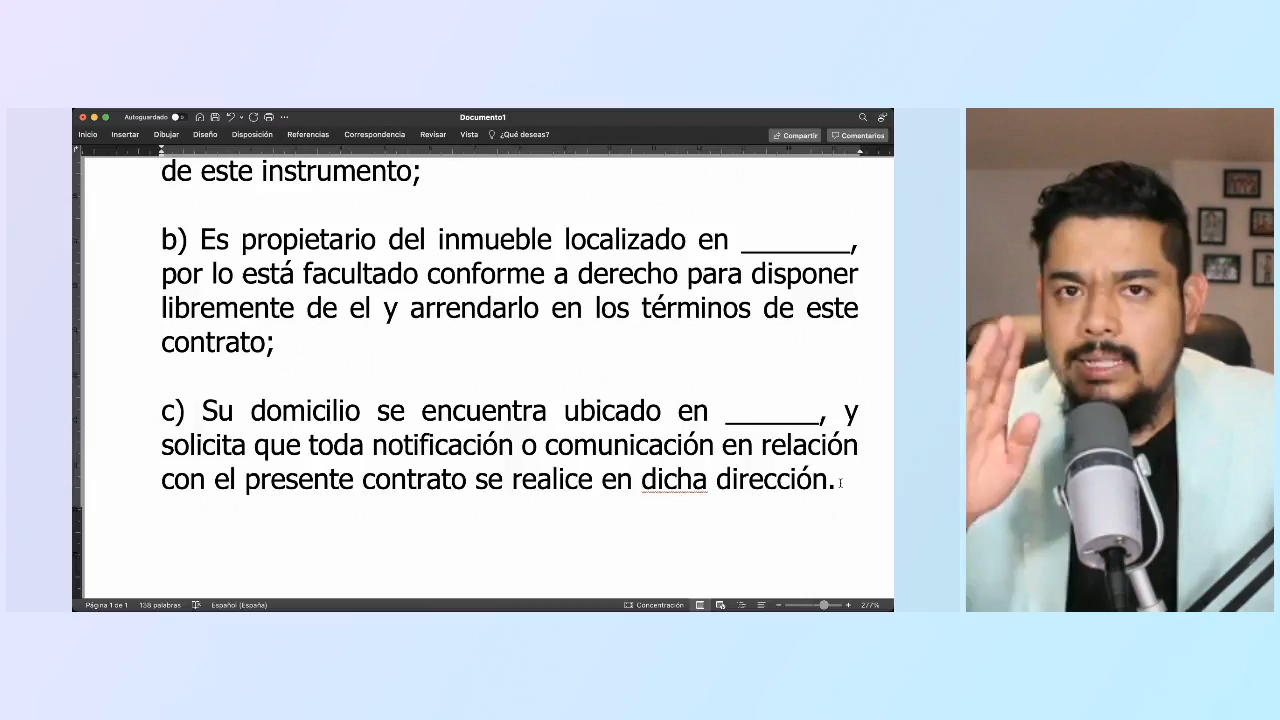 Autoguardado
Documento1
Inicio Insertar Dibujar Diseño Disposición Referencias Correspondencia Revisar Vista ¿Qué deseas? Compartir Comentarios
de este instrumento;
b) Es propietario del inmueble localizado en ________,
por lo está facultado conforme a derecho para disponer
libremente de el y arrendarlo en los términos de este
contrato;
c) Su domicilio se encuentra ubicado en _______, y
solicita que toda notificación o comunicación en relación
con el presente contrato se realice en dicha dirección.
Página 1 de 1 138 palabras Español (España) Concentración 277%